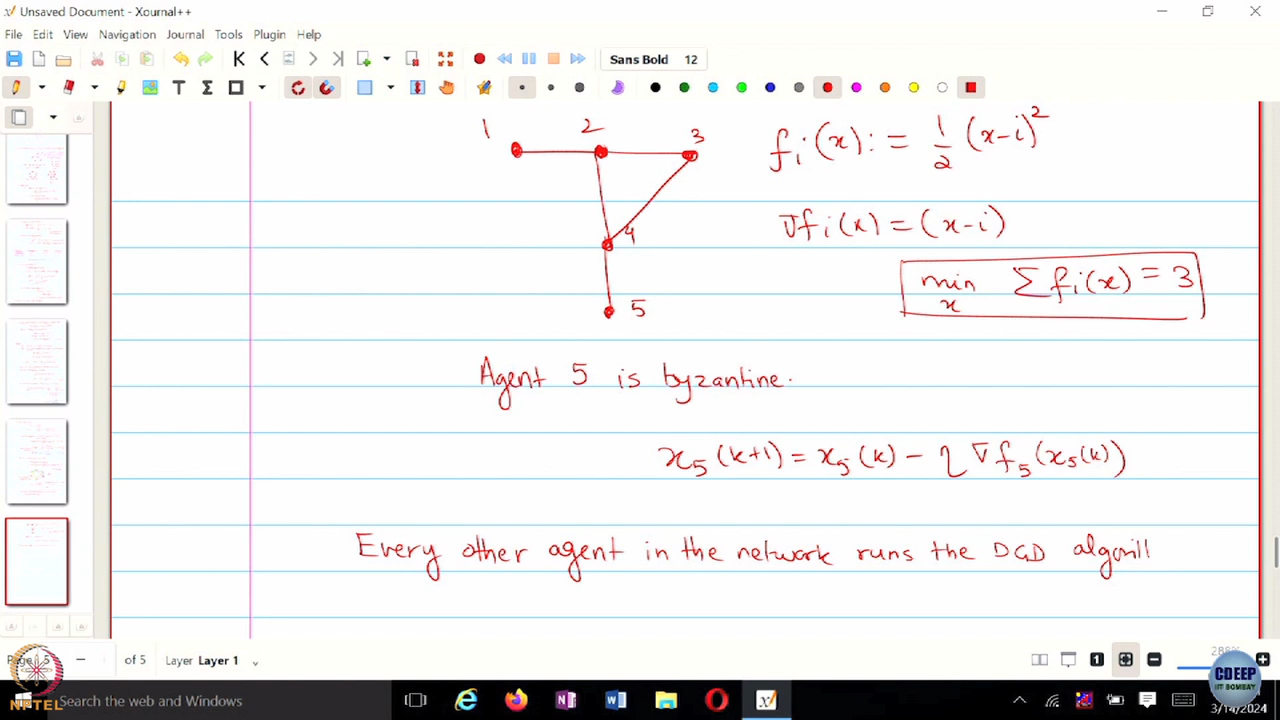 Unsaved Document - Xournal++
File Edit View Navigation Journal Tools Plugin Help
Sans Bold 12
1 2 3
4
5
fᵢ(x) := 1/2 (x-i)²
∇fᵢ(x) = (x-i)
min x Σ fᵢ(x) = 3
Agent 5 is byzantine.
x₅(k+1) = x₅(k) - η ∇f₅(x₅(k))
Every other agent in the network runs the DGD algorill
of 5 Layer Layer 1
288%
Search the web and Windows
NPTEL
CDEEP
IIT BOMBAY
3/14/2024